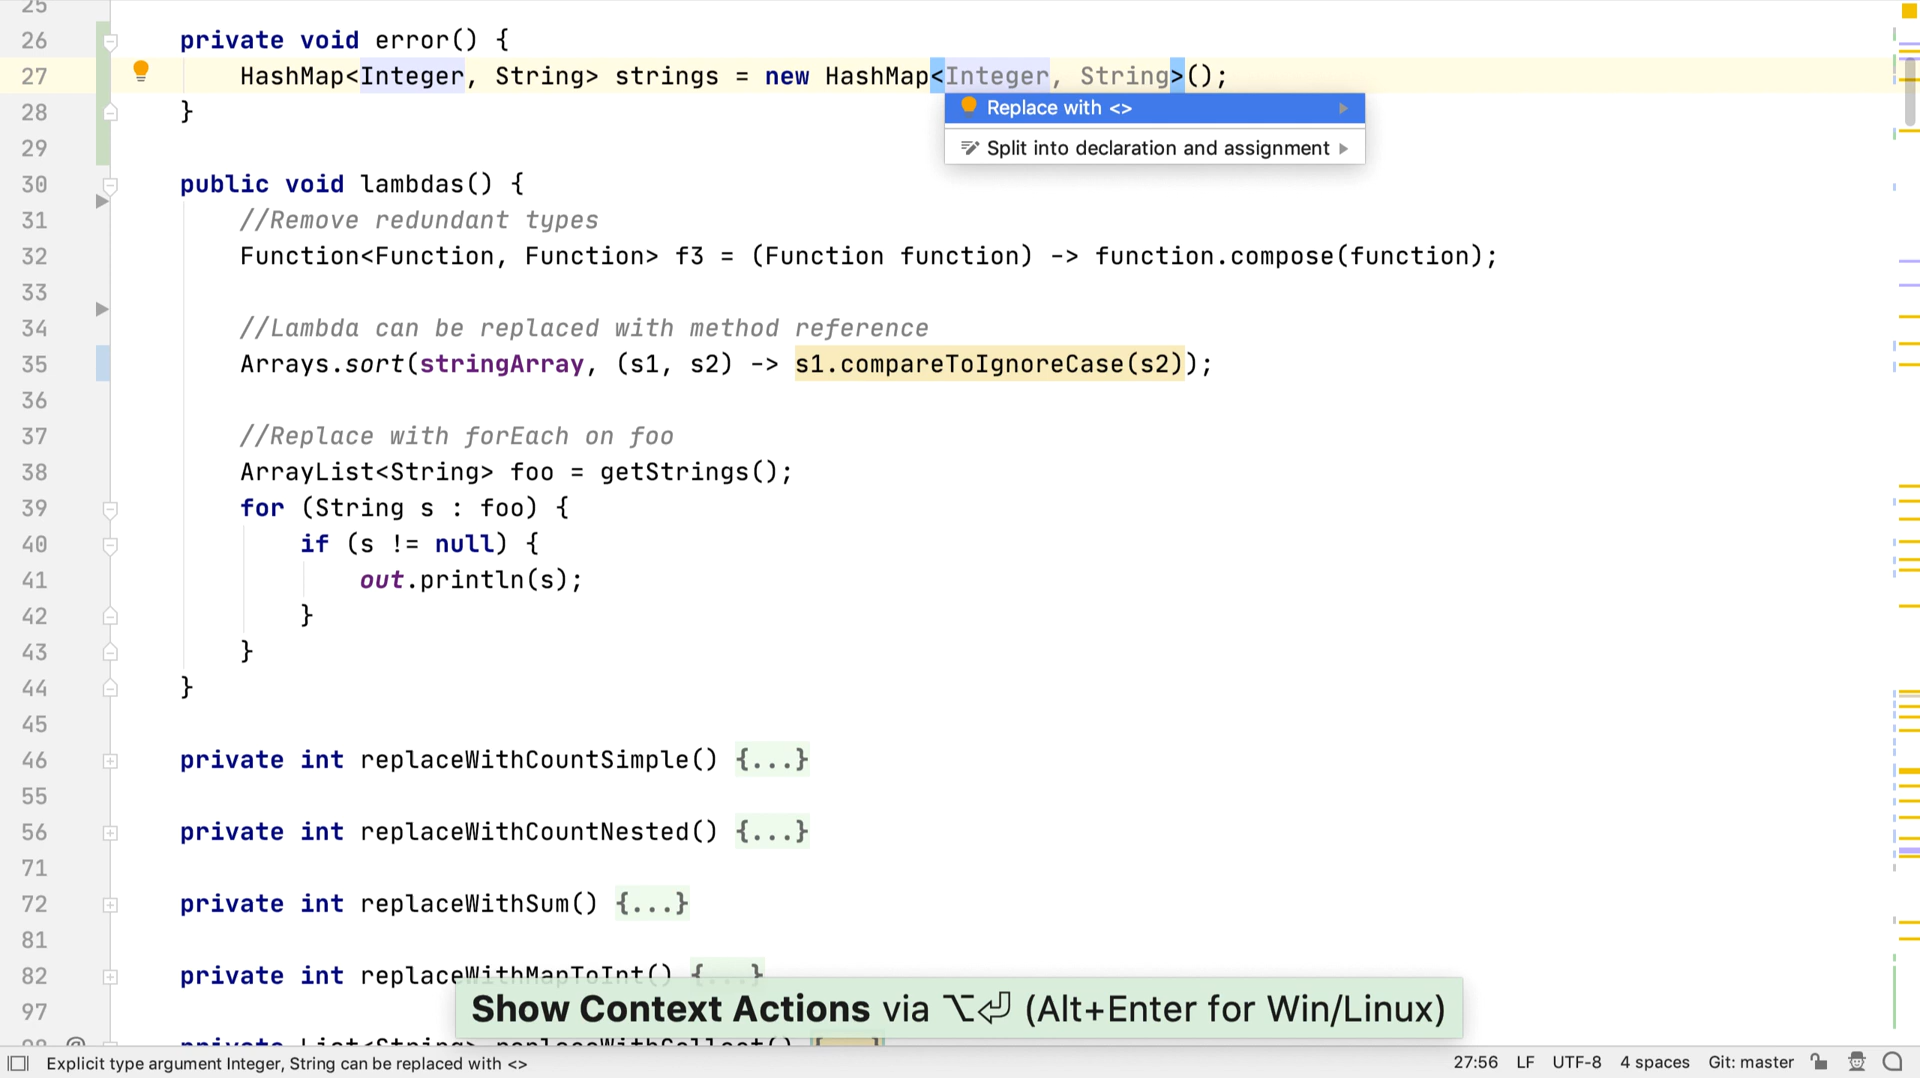 25
26 private void error() {
27 HashMap<Integer, String> strings = new HashMap<Integer, String>();
Replace with <>
28 }
Split into declaration and assignment
29
30 public void lambdas() {
31 //Remove redundant types
32 Function<Function, Function> f3 = (Function function) -> function.compose(function);
33
34 //Lambda can be replaced with method reference
35 Arrays.sort(stringArray, (s1, s2) -> s1.compareToIgnoreCase(s2));
36
37 //Replace with forEach on foo
38 ArrayList<String> foo = getStrings();
39 for (String s : foo) {
40 if (s != null) {
41 out.println(s);
42 }
43 }
44 }
45
46 private int replaceWithCountSimple() {...}
55
56 private int replaceWithCountNested() {...}
71
72 private int replaceWithSum() {...}
81
82 private int replaceWithMapToInt() {...}
97
Show Context Actions via ⌥⏎ (Alt+Enter for Win/Linux)
98 @ private List<String> replaceWithCollect() {...}
Explicit type argument Integer, String can be replaced with <> 27:56 LF UTF-8 4 spaces Git: master